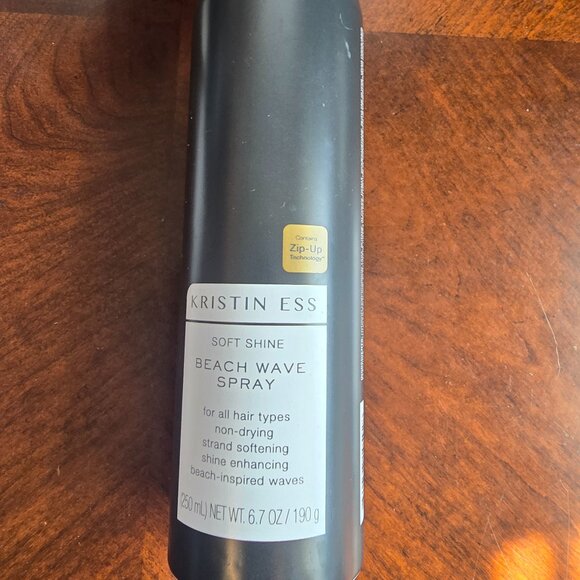 Contains
Zip-Up
Technology™
KRISTIN ESS
SOFT SHINE
BEACH WAVE
SPRAY
for all hair types
non-drying
strand softening
shine enhancing
beach-inspired waves
250 mL) NET WT. 6.7 OZ / 190 g